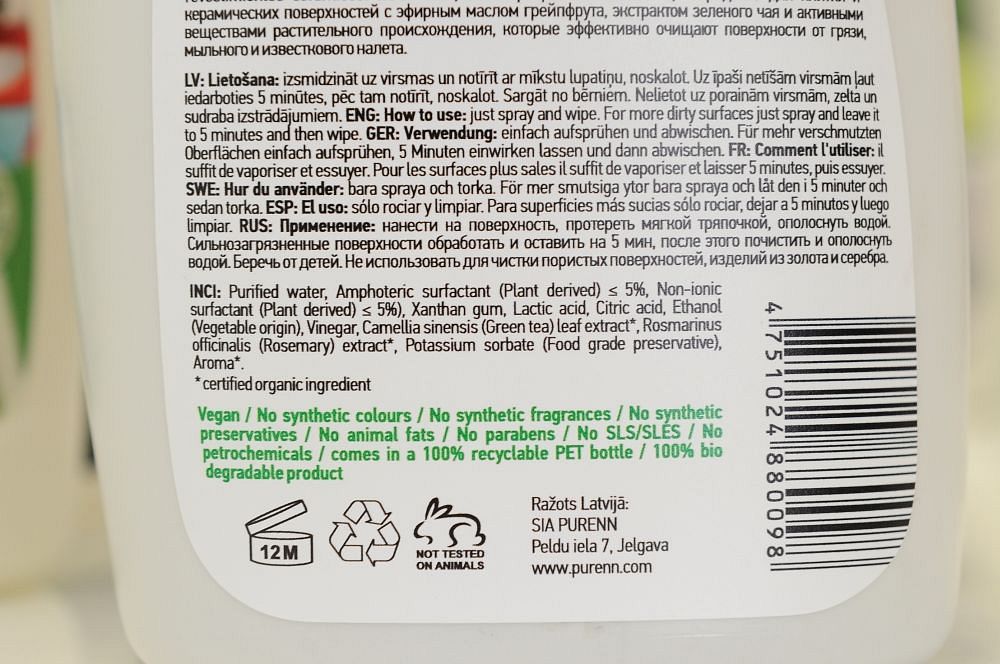 керамических поверхностей с эфирным маслом грейпфрута, экстрактом зеленого чая и активными
веществами растительного происхождения, которые эффективно очищают поверхности от грязи,
мыльного и известкового налета.
LV: Lietošana: izsmidzināt uz virsmas un notīrīt ar mīkstu lupatiņu, noskalot. Uz īpaši netīšām virsmām ļaut
iedarboties 5 minūtes, pēc tam notīrīt, noskalot. Sargāt no bērniem. Nelietot uz porainām virsmām, zelta un
sudraba izstrādājumiem. ENG: How to use: just spray and wipe. For more dirty surfaces just spray and leave it
to 5 minutes and then wipe. GER: Verwendung: einfach aufsprühen und abwischen. Für mehr verschmutzten
Oberflächen einfach aufsprühen, 5 Minuten einwirken lassen und dann abwischen. FR: Comment l'utiliser: il
suffit de vaporiser et essuyer. Pour les surfaces plus sales il suffit de vaporiser et laisser 5 minutes, puis essuyer.
SWE: Hur du använder: bara spraya och torka. För mer smutsiga ytor bara spraya och låt den i 5 minuter och
sedan torka. ESP: El uso: sólo rociar y limpiar. Para superficies más sucias sólo rociar, dejar a 5 minutos y luego
limpiar. RUS: Применение: нанести на поверхность, протереть мягкой тряпочкой, ополоснуть водой.
Сильнозагрязненные поверхности обработать и оставить на 5 мин, после этого почистить и ополоснуть
водой. Беречь от детей. Не использовать для чистки пористых поверхностей, изделий из золота и серебра.
INCI: Purified water, Amphoteric surfactant (Plant derived) ≤ 5%, Non-ionic
surfactant (Plant derived) ≤ 5%), Xanthan gum, Lactic acid, Citric acid, Ethanol
(Vegetable origin), Vinegar, Camellia sinensis (Green tea) leaf extract*, Rosmarinus
officinalis (Rosemary) extract*, Potassium sorbate (Food grade preservative),
Aroma*.
*certified organic ingredient
Vegan / No synthetic colours / No synthetic fragrances / No synthetic
preservatives / No animal fats / No parabens / No SLS/SLES / No
petrochemicals / comes in a 100% recyclable PET bottle / 100% bio
degradable product
12M
NOT TESTED
ON ANIMALS
Ražots Latvijā:
SIA PURENN
Peldu iela 7, Jelgava
www.purenn.com
4 751024 880098